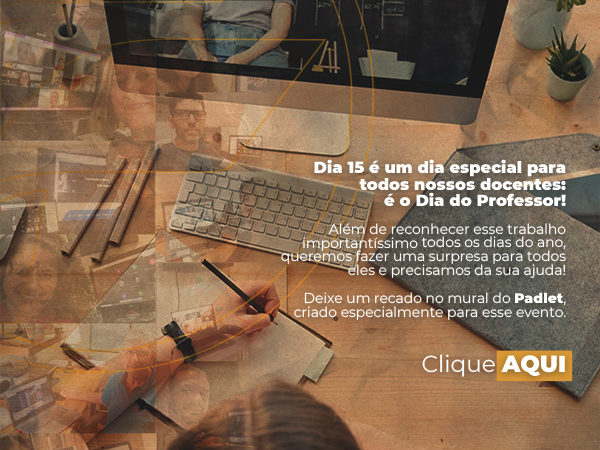 Dia 15 é um dia especial para
todos nossos docentes:
é o Dia do Professor!
Além de reconhecer esse trabalho
importantíssimo todos os dias do ano,
queremos fazer uma surpresa para todos
eles e precisamos da sua ajuda!
Deixe um recado no mural do Padlet,
criado especialmente para esse evento.
Clique AQUI